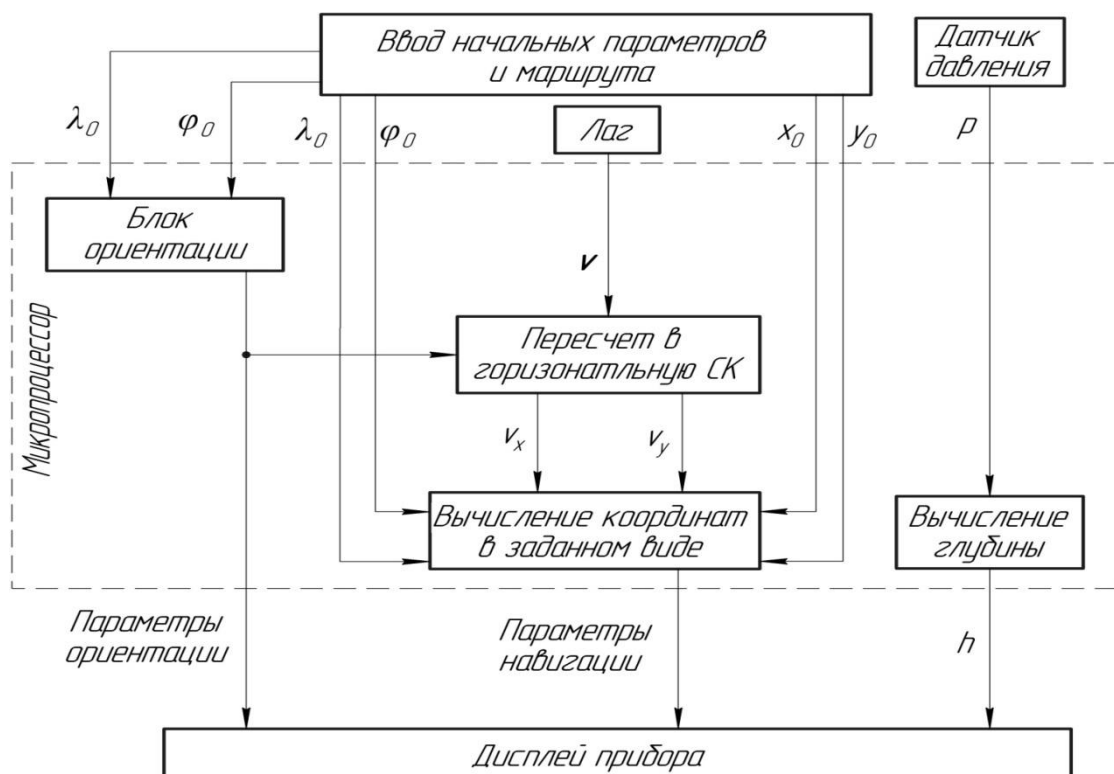 Ввод начальных параметров
и маршрута
Датчик
давления
λ₀
φ₀
λ₀
φ₀
Лаг
x₀
y₀
p
Блок
ориентации
v
Микропроцессор
Пересчет в
горизонатльную СК
vₓ
v_y
Вычисление координат
в заданном виде
Вычисление
глубины
Параметры
ориентации
Параметры
навигации
h
Дисплей прибора